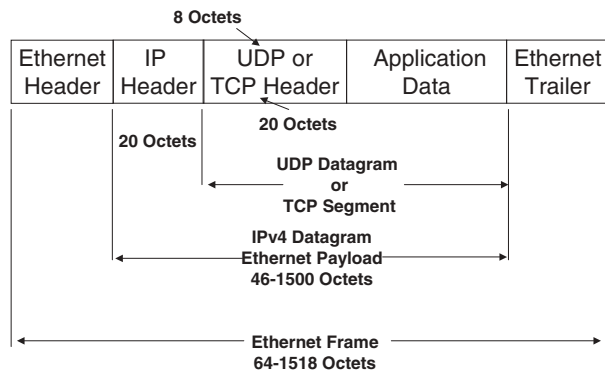 8 Octets
Ethernet Header
IP Header
UDP or TCP Header
Application Data
Ethernet Trailer
20 Octets
20 Octets
UDP Datagram
or
TCP Segment
IPv4 Datagram
Ethernet Payload
46-1500 Octets
Ethernet Frame
64-1518 Octets